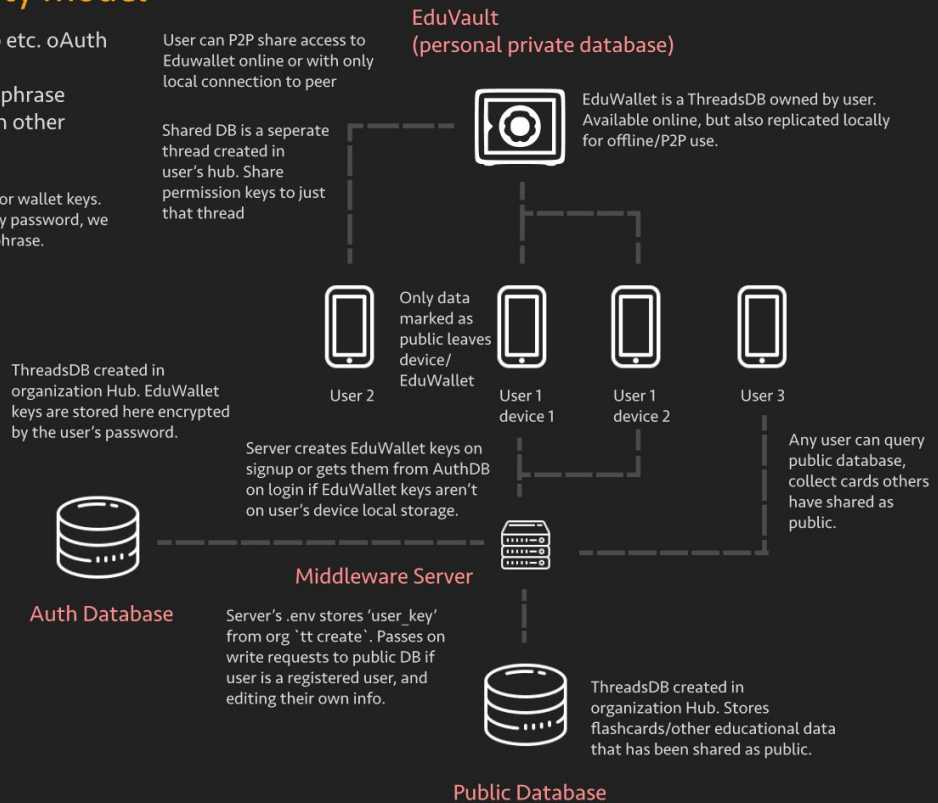 ty Model
etc. oAuth
phrase
n other
or wallet keys.
y password, we
phrase.
User can P2P share access to
Eduwallet online or with only
local connection to peer
Shared DB is a seperate
thread created in
user's hub. Share
permission keys to just
that thread
EduVault
(personal private database)
EduWallet is a ThreadsDB owned by user.
Available online, but also replicated locally
for offline/P2P use.
Only data
marked as
public leaves
device/
EduWallet
User 2
User 1
device 1
User 1
device 2
User 3
ThreadsDB created in
organization Hub. EduWallet
keys are stored here encrypted
by the user's password.
Server creates EduWallet keys on
signup or gets them from AuthDB
on login if EduWallet keys aren't
on user's device local storage.
Any user can query
public database,
collect cards others
have shared as
public.
Auth Database
Middleware Server
Server's .env stores 'user_key'
from org `tt create`. Passes on
write requests to public DB if
user is a registered user, and
editing their own info.
ThreadsDB created in
organization Hub. Stores
flashcards/other educational data
that has been shared as public.
Public Database